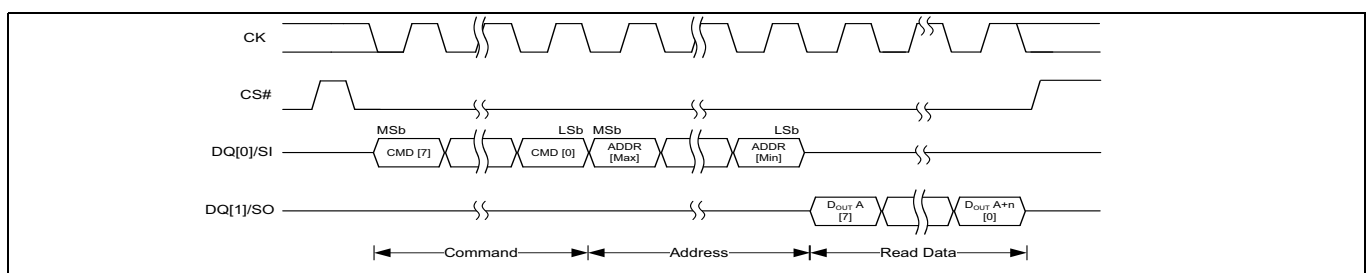 CK
CS#
MSb LSb MSb LSb
DQ[0]/SI CMD [7] CMD [0] ADDR [Max] ADDR [Min]
DQ[1]/SO DOUT A [7] DOUT A+n [0]
Command Address Read Data